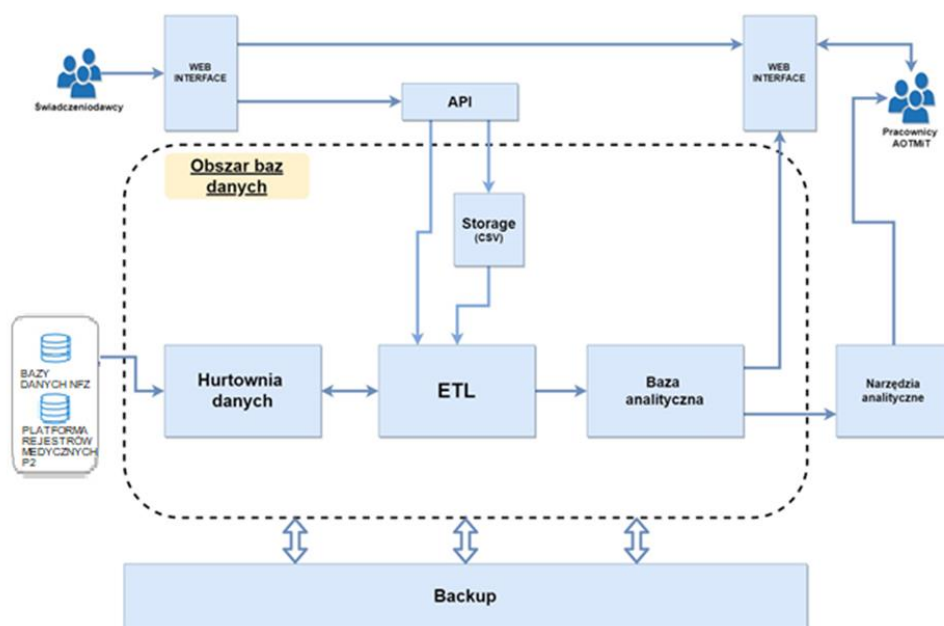 WEB
INTERFACE
WEB
INTERFACE
Świadczeniodawcy
API
Pracownicy
AOTMiT
Obszar baz
danych
Storage
(CSV)
BAZY
DANYCH NFZ
PLATFORMA
REJESTRÓW
MEDYCZNYCH
P2
Hurtownia
danych
ETL
Baza
analityczna
Narzędzia
analityczne
Backup